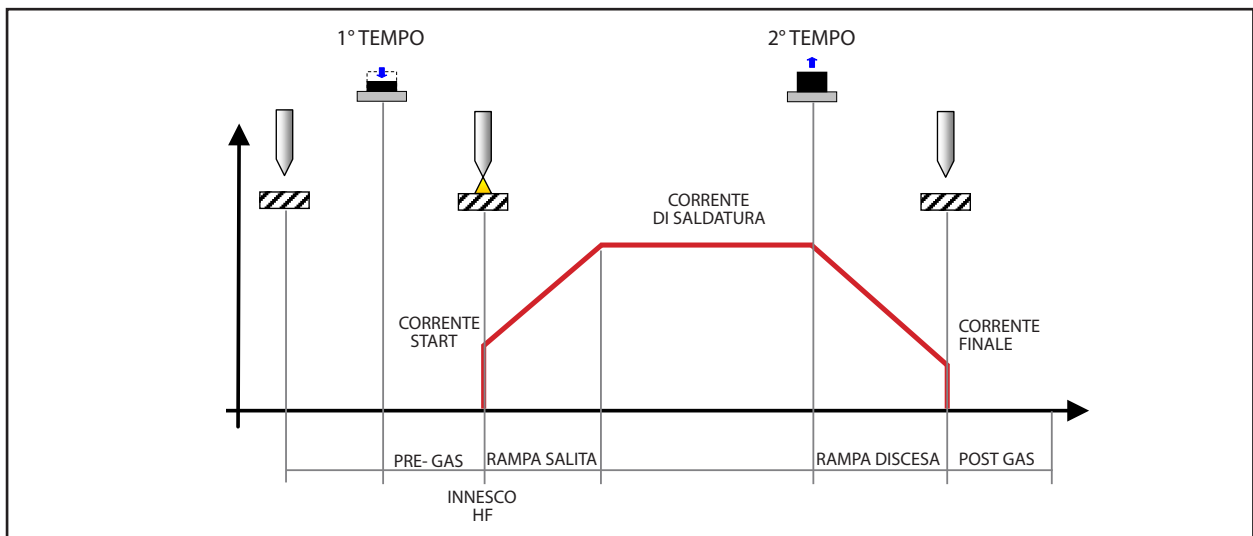 1° TEMPO
2° TEMPO
CORRENTE
DI SALDATURA
CORRENTE
START
CORRENTE
FINALE
PRE- GAS
RAMPA SALITA
RAMPA DISCESA
POST GAS
INNESCO
HF